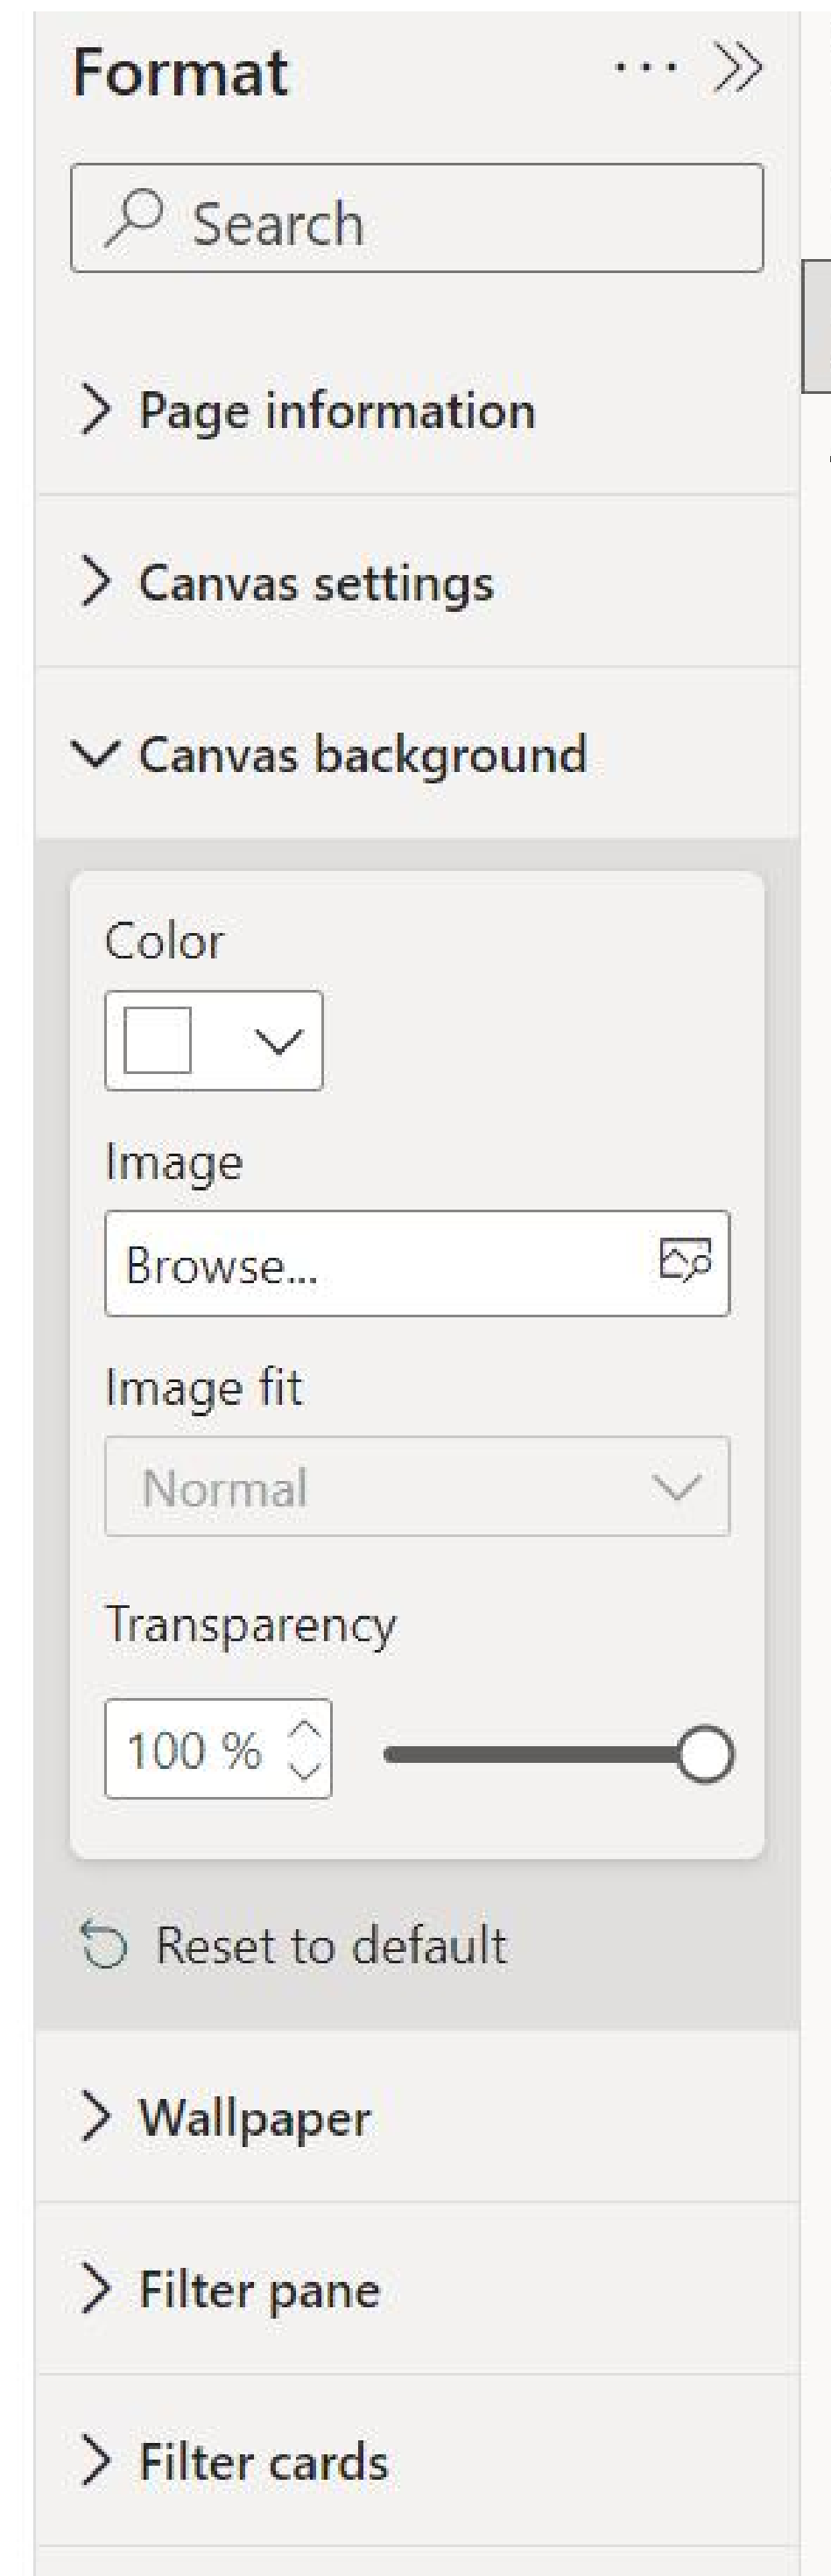 Format
Search
Page information
Canvas settings
Canvas background
Color
Image
Browse...
Image fit
Normal
Transparency
100 %
Reset to default
Wallpaper
Filter pane
Filter cards